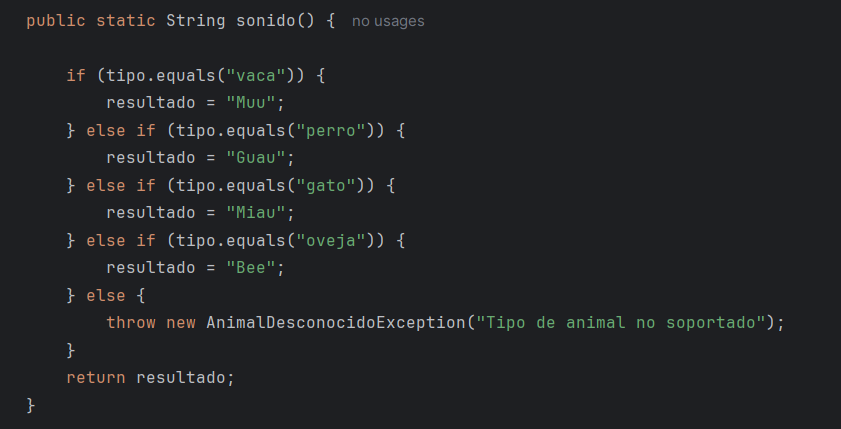 public static String sonido() { no usages
if (tipo.equals("vaca")) {
resultado = "Muu";
} else if (tipo.equals("perro")) {
resultado = "Guau";
} else if (tipo.equals("gato")) {
resultado = "Miau";
} else if (tipo.equals("oveja")) {
resultado = "Bee";
} else {
throw new AnimalDesconocidoException("Tipo de animal no soportado");
}
return resultado;
}